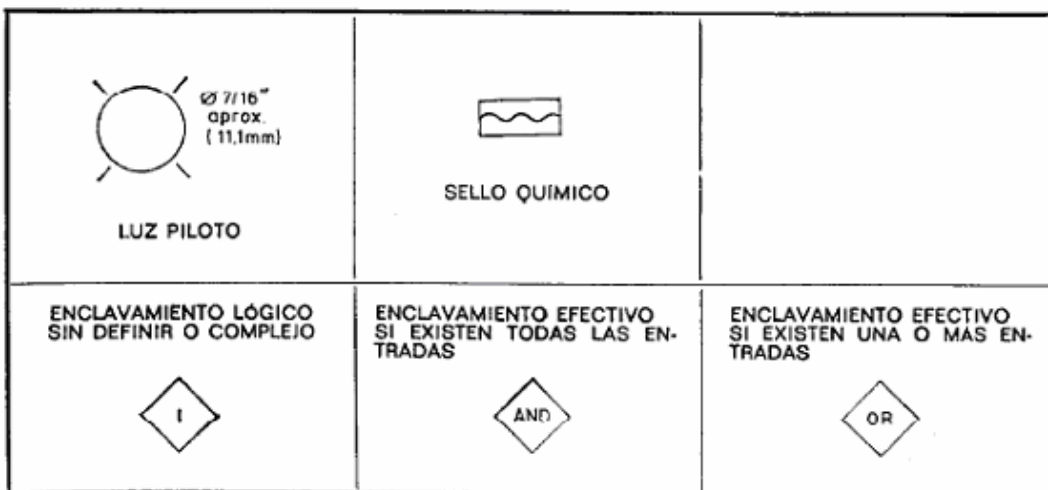 Ø 7/16"
aprox.
( 11,1mm)
LUZ PILOTO
SELLO QUÍMICO
ENCLAVAMIENTO LÓGICO
SIN DEFINIR O COMPLEJO
I
ENCLAVAMIENTO EFECTIVO
SI EXISTEN TODAS LAS EN-
TRADAS
AND
ENCLAVAMIENTO EFECTIVO
SI EXISTEN UNA O MAS EN-
TRADAS
OR